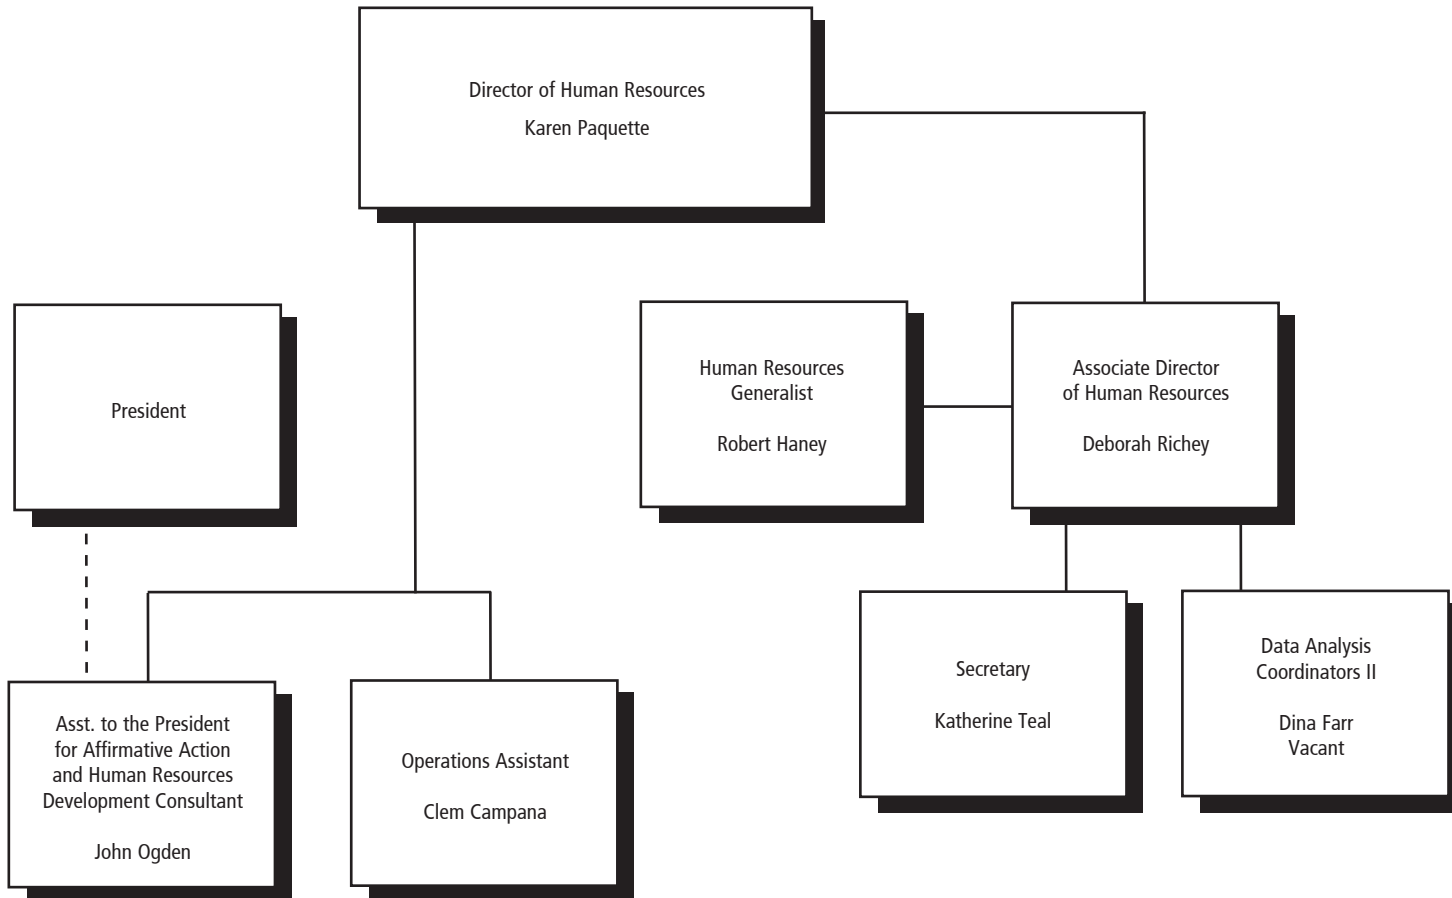 Director of Human Resources
Karen Paquette
President
Human Resources
Generalist
Robert Haney
Associate Director
of Human Resources
Deborah Richey
Asst. to the President
for Affirmative Action
and Human Resources
Development Consultant
John Ogden
Operations Assistant
Clem Campana
Secretary
Katherine Teal
Data Analysis
Coordinators II
Dina Farr
Vacant